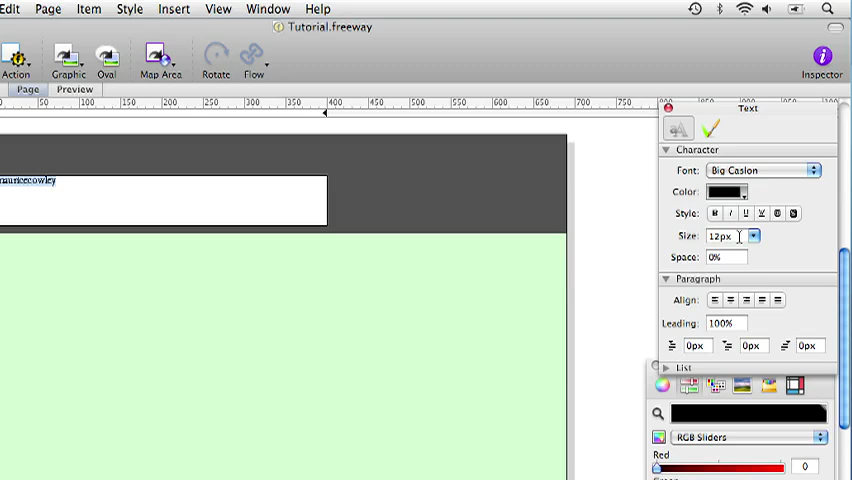 Edit Page Item Style Insert View Window Help
Tutorial.freeway
Action Graphic Oval Map Area Rotate Flow Inspector
Page Preview
50 100 150 200 250 300 350 400 450 500 550 600 650 700 750
Text
mauricecowley
Character
Font: Big Caslon
Color:
Style: B I U
Size: 12px
Space: 0%
Paragraph
Align:
Leading: 100%
0px 0px 0px
List
RGB Sliders
Red
0